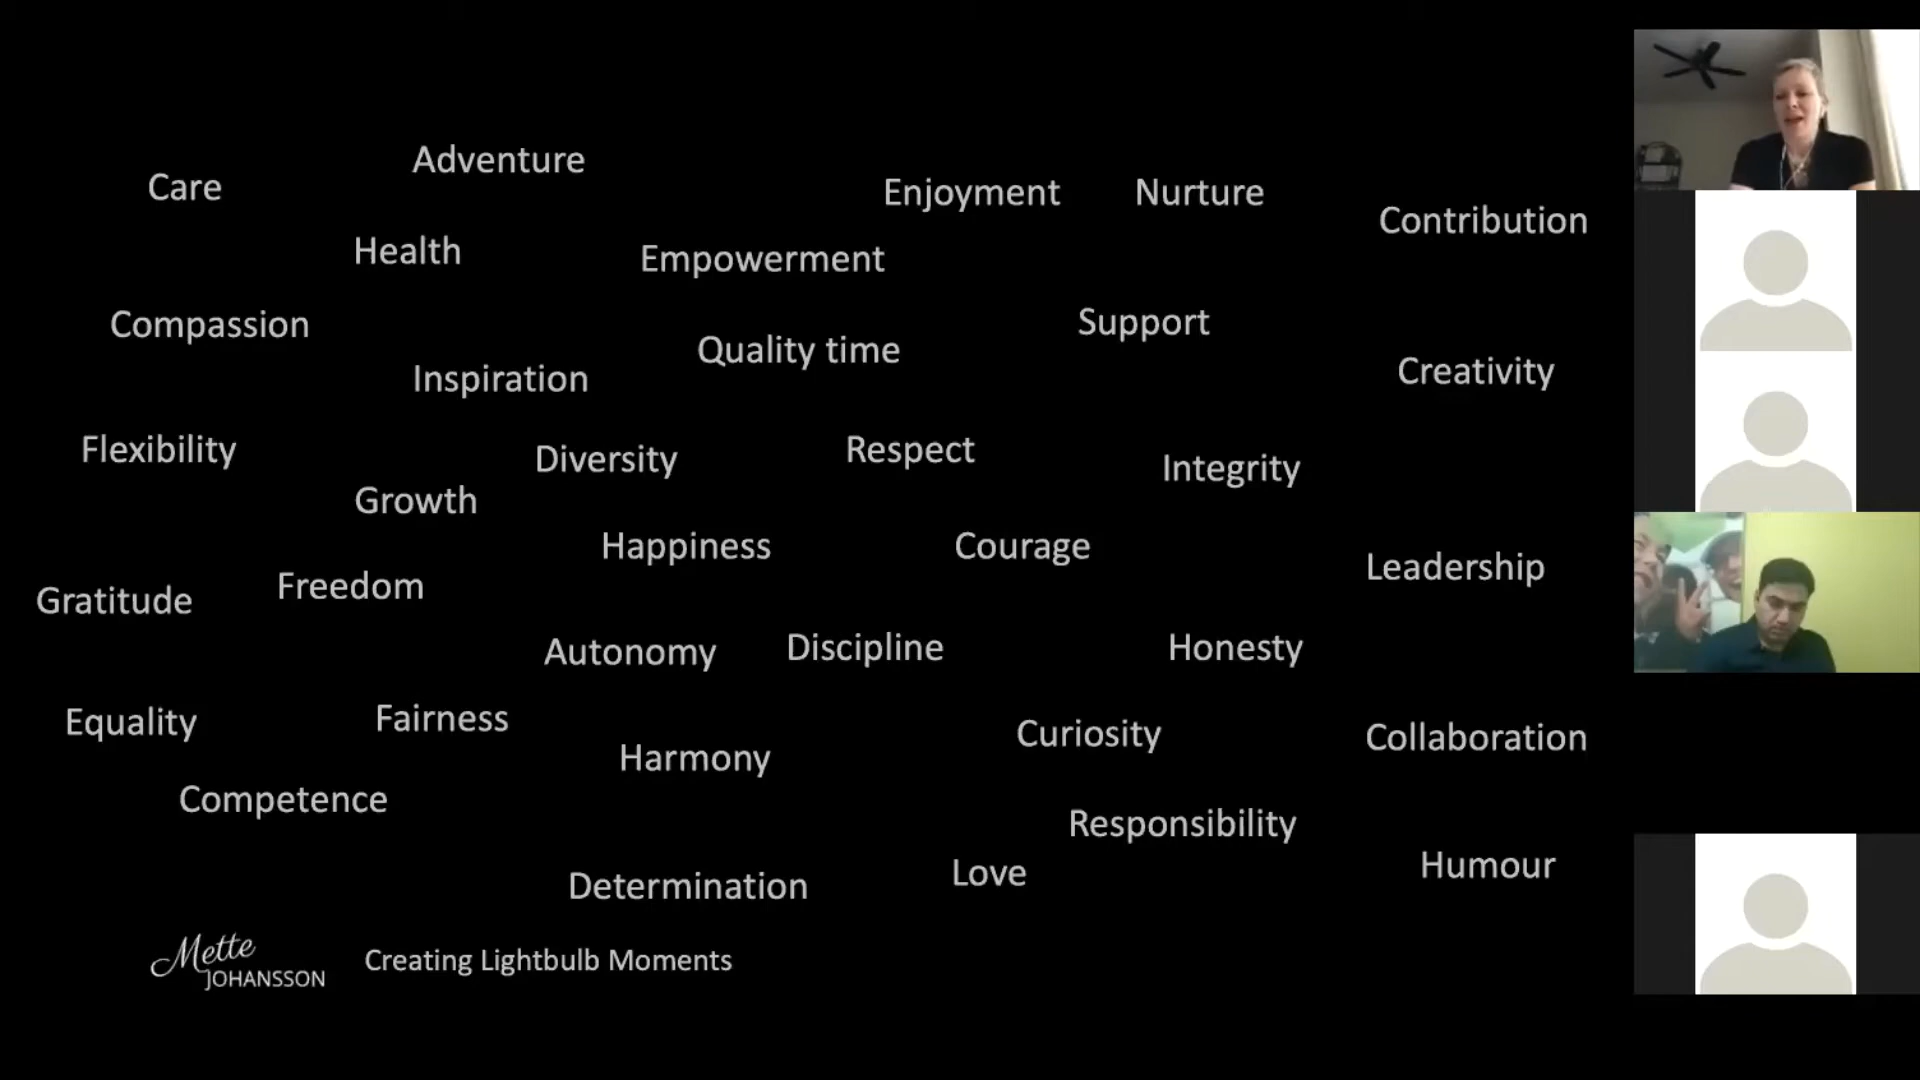 Adventure
Care
Enjoyment
Nurture
Contribution
Health
Empowerment
Compassion
Support
Quality time
Inspiration
Creativity
Flexibility
Diversity
Respect
Integrity
Growth
Happiness
Courage
Leadership
Gratitude
Freedom
Autonomy
Discipline
Honesty
Equality
Fairness
Curiosity
Collaboration
Harmony
Competence
Responsibility
Humour
Determination
Love
Mette
JOHANSSON
Creating Lightbulb Moments